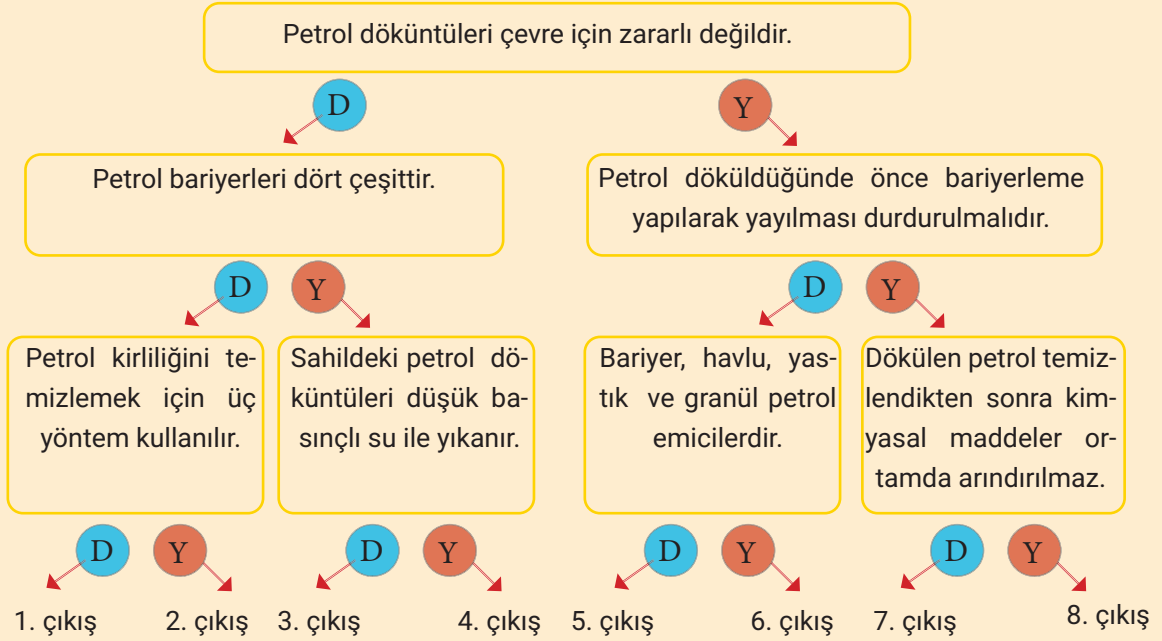 Petrol döküntüleri çevre için zararlı değildir.
D
Y
Petrol bariyerleri dört çeşittir.
Petrol döküldüğünde önce bariyerleme
yapılarak yayılması durdurulmalıdır.
D
Y
D
Y
Petrol kirliliğini te-
mizlemek için üç
yöntem kullanılır.
Sahildeki petrol dö-
küntüleri düşük ba-
sınçlı su ile yıkanır.
Bariyer, havlu, yas-
tık ve granül petrol
emicilerdir.
Dökülen petrol temiz-
lendikten sonra kim-
yasal maddeler or-
tamda arındırılmaz.
D
Y
D
Y
D
Y
D
Y
1. çıkış
2. çıkış
3. çıkış
4. çıkış
5. çıkış
6. çıkış
7. çıkış
8. çıkış